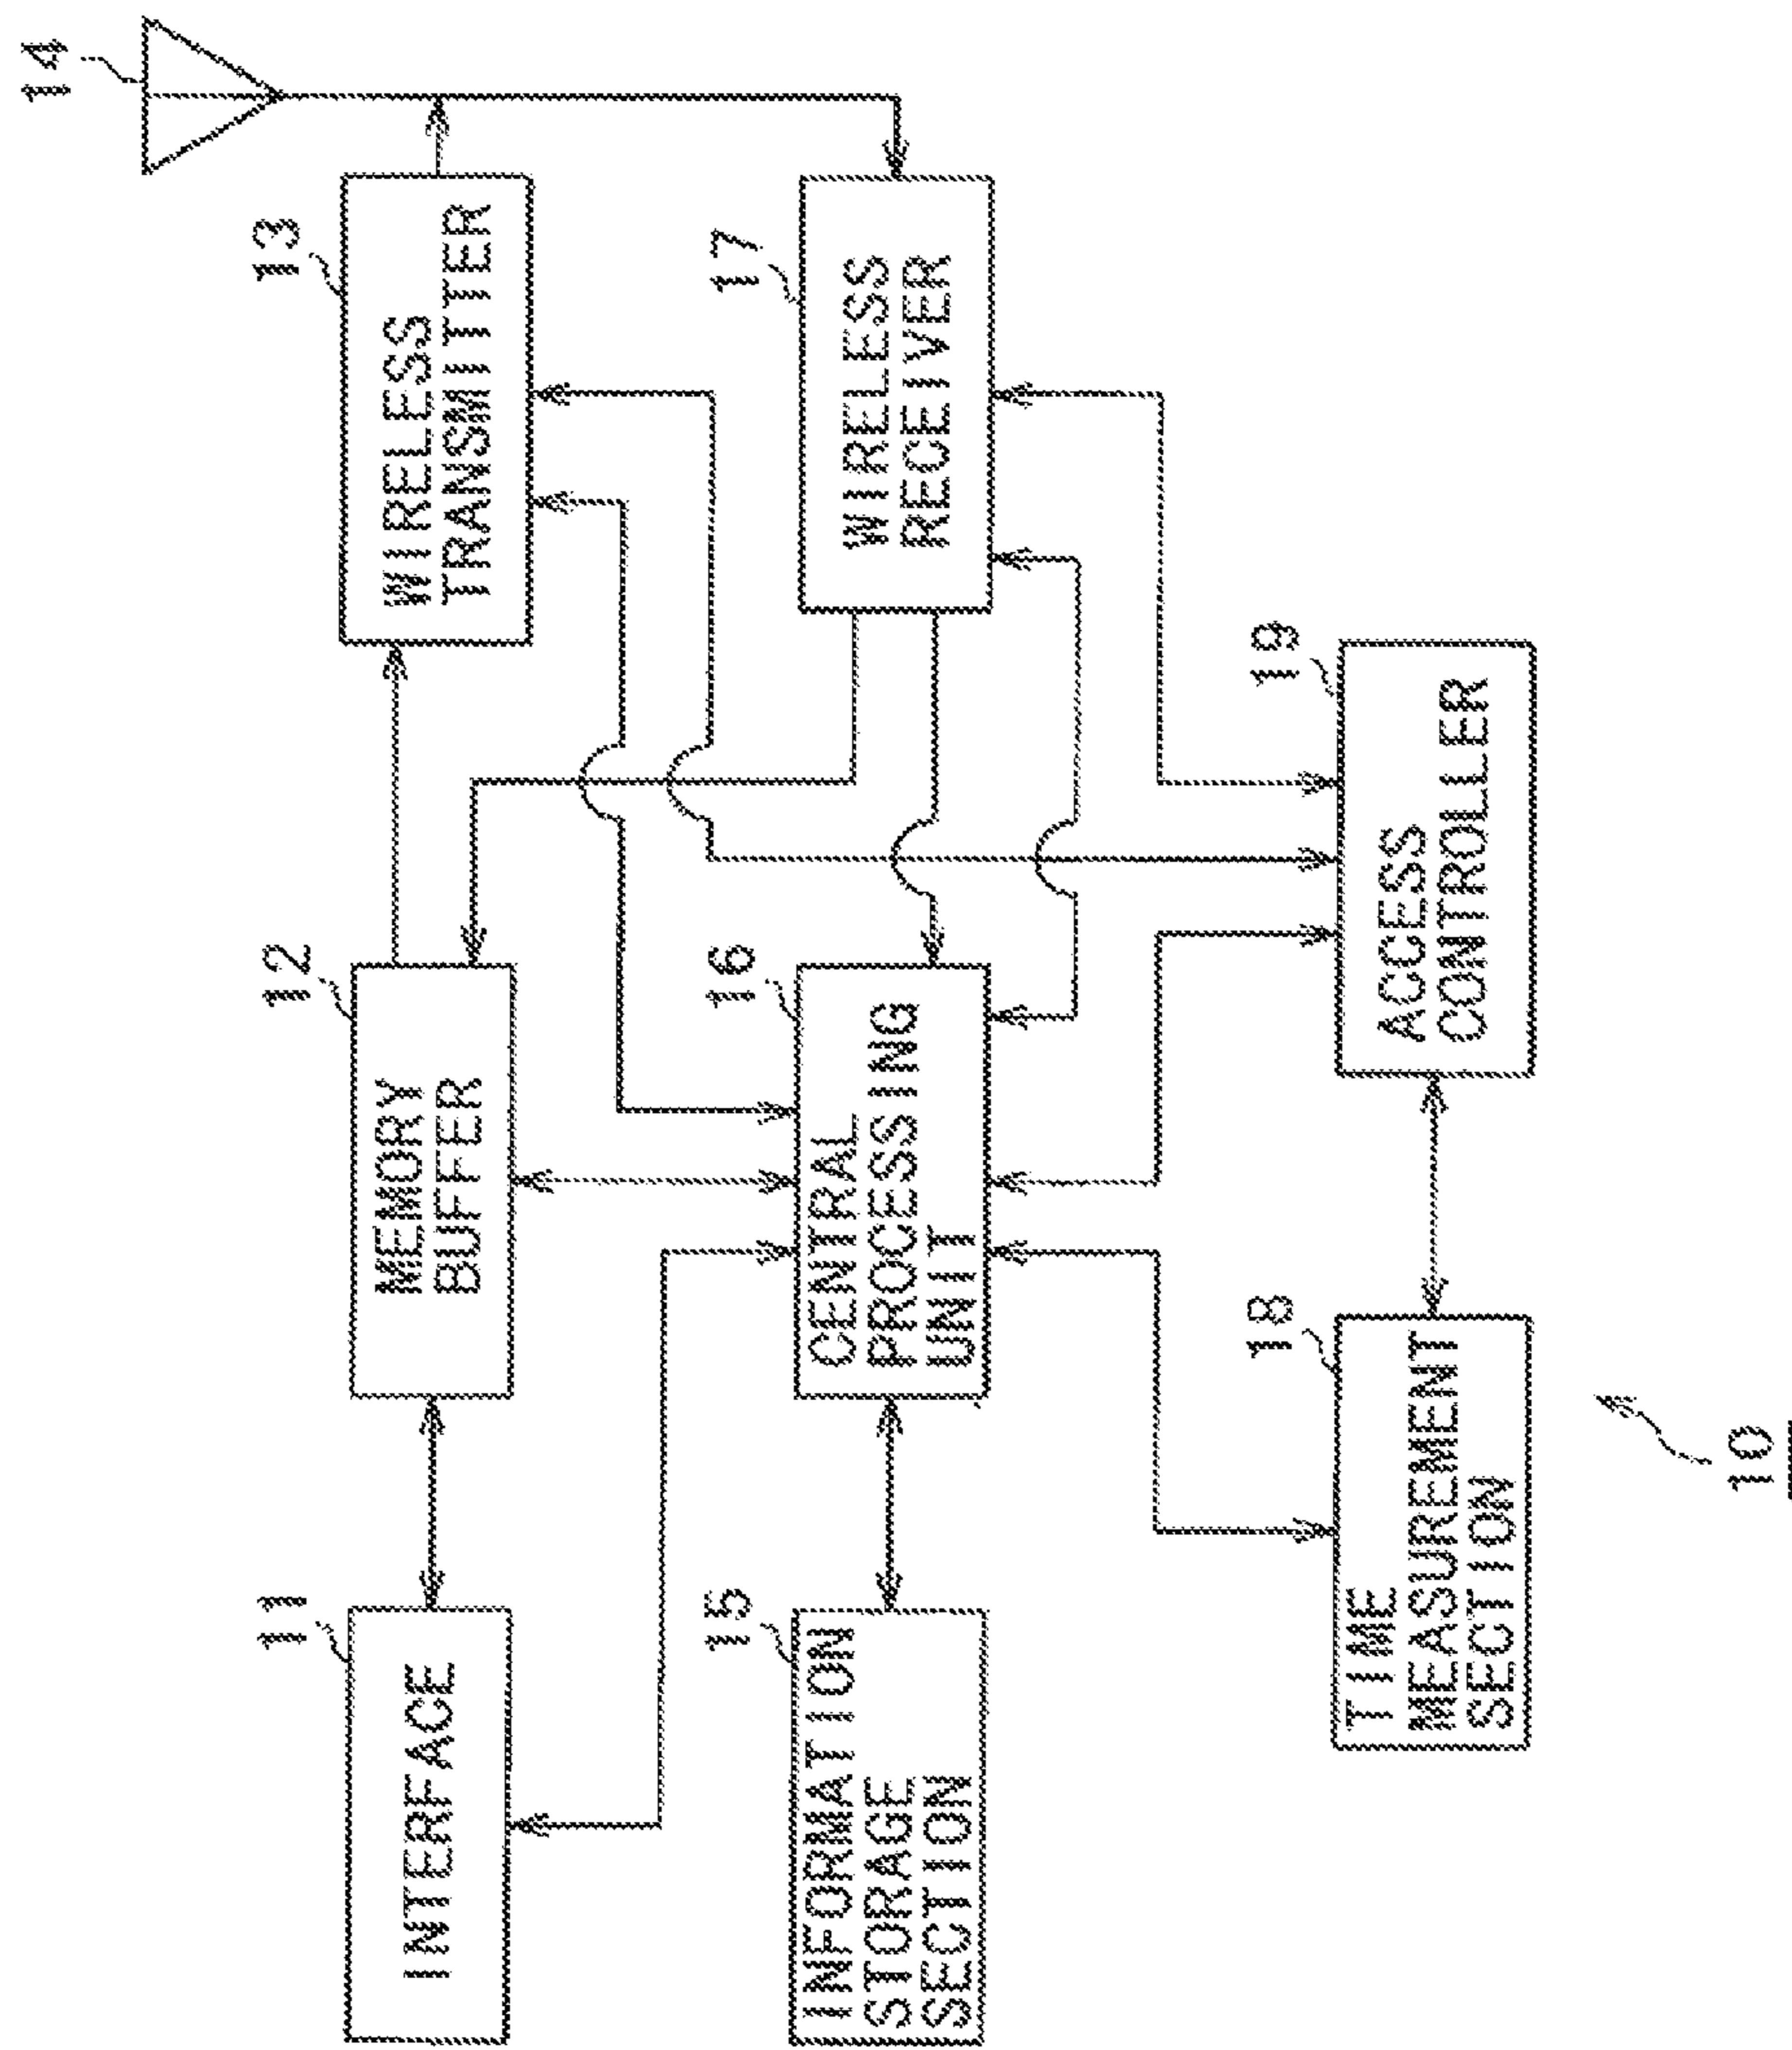 11
INTERFACE
12
MEMORY
BUFFER
13
WIRELESS
TRANSMITTER
14
15
INFORMATION
STORAGE
SECTION
16
CENTRAL
PROCESSING
UNIT
17
WIRELESS
RECEIVER
18
TIME
MEASUREMENT
SECTION
19
ACCESS
CONTROLLER
10